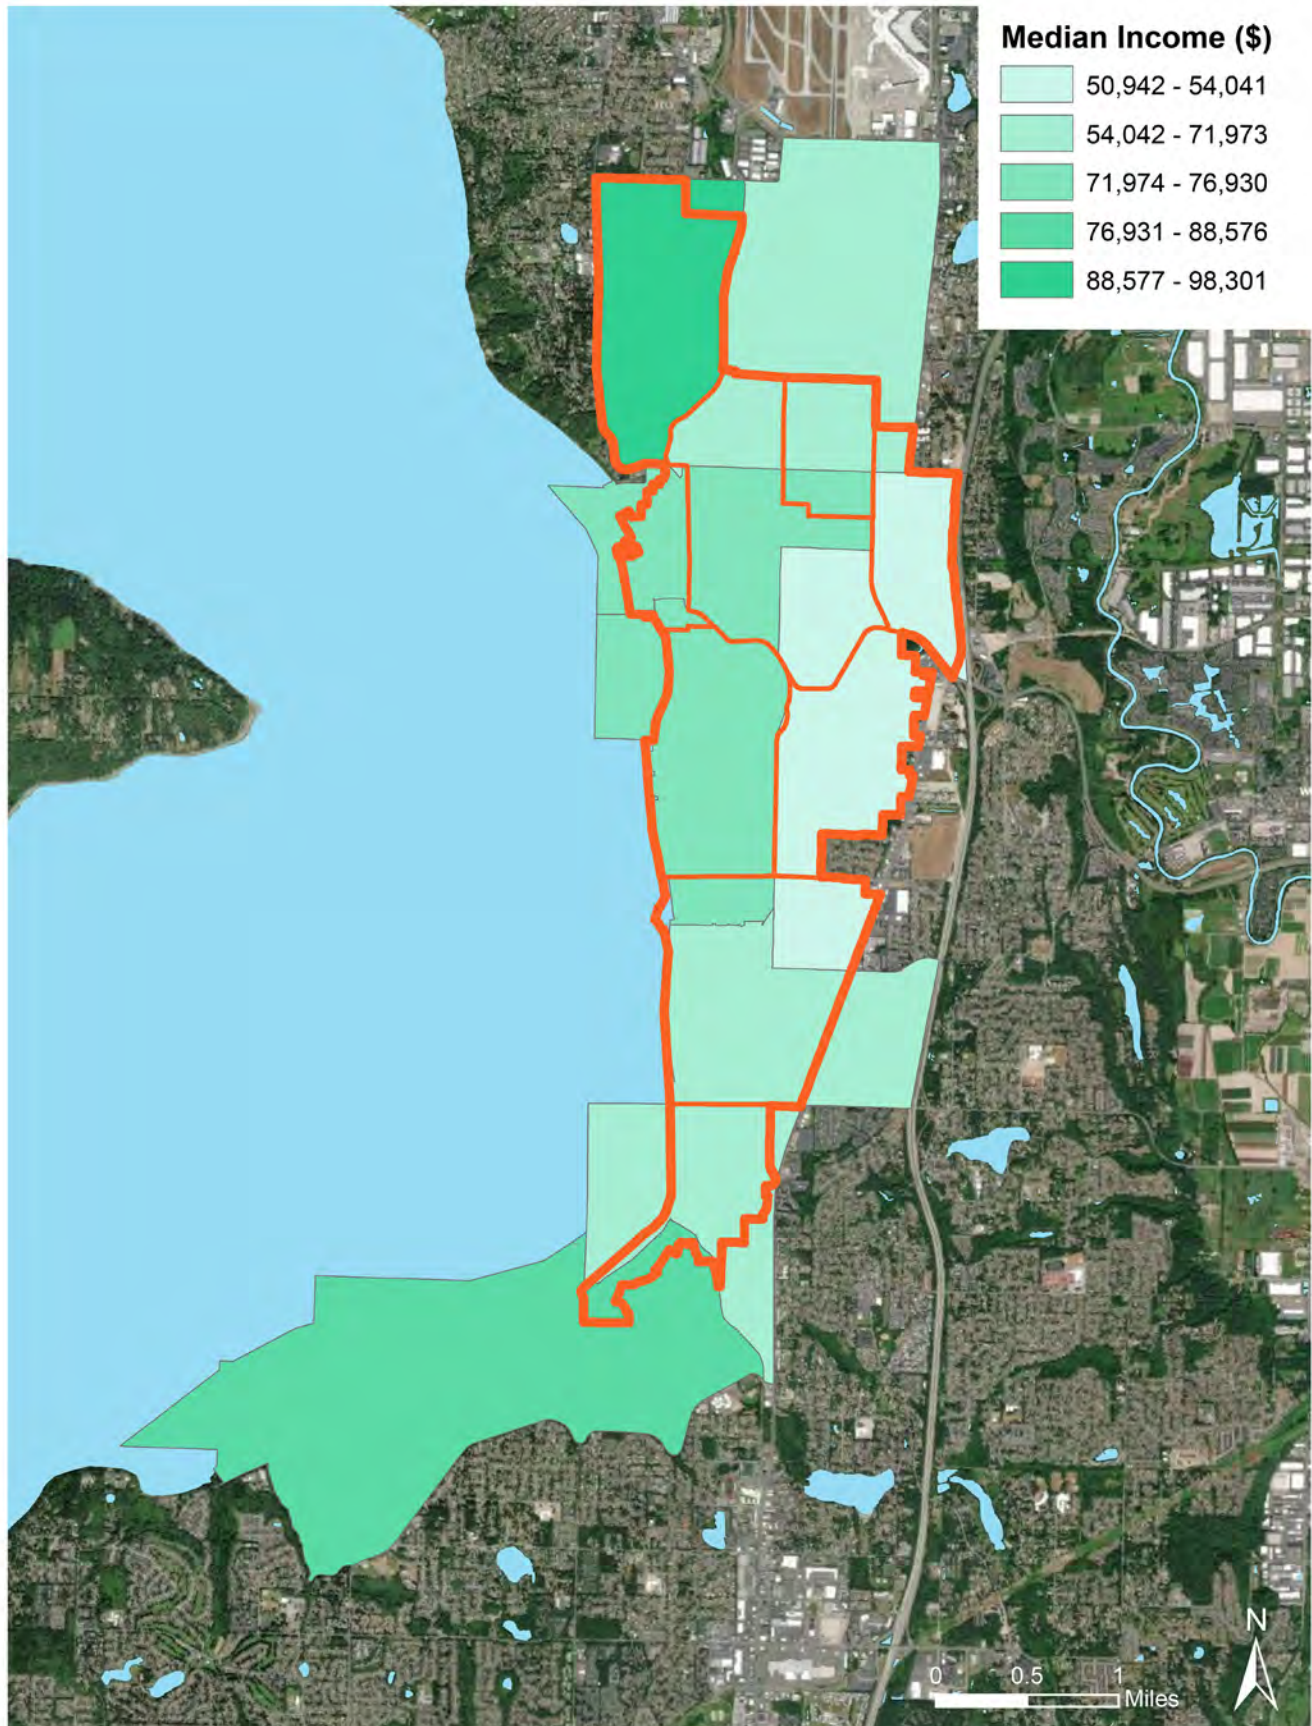 Median Income ($)
50,942 - 54,041
54,042 - 71,973
71,974 - 76,930
76,931 - 88,576
88,577 - 98,301
N
0 0.5 1
Miles